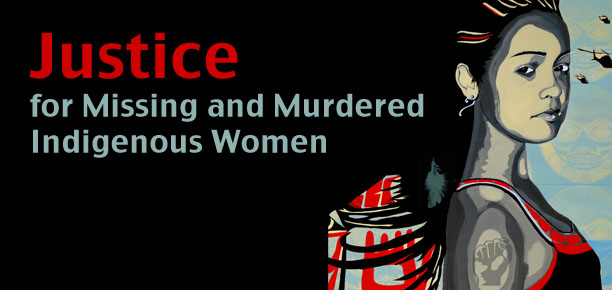 Justice
for Missing and Murdered
Indigenous Women